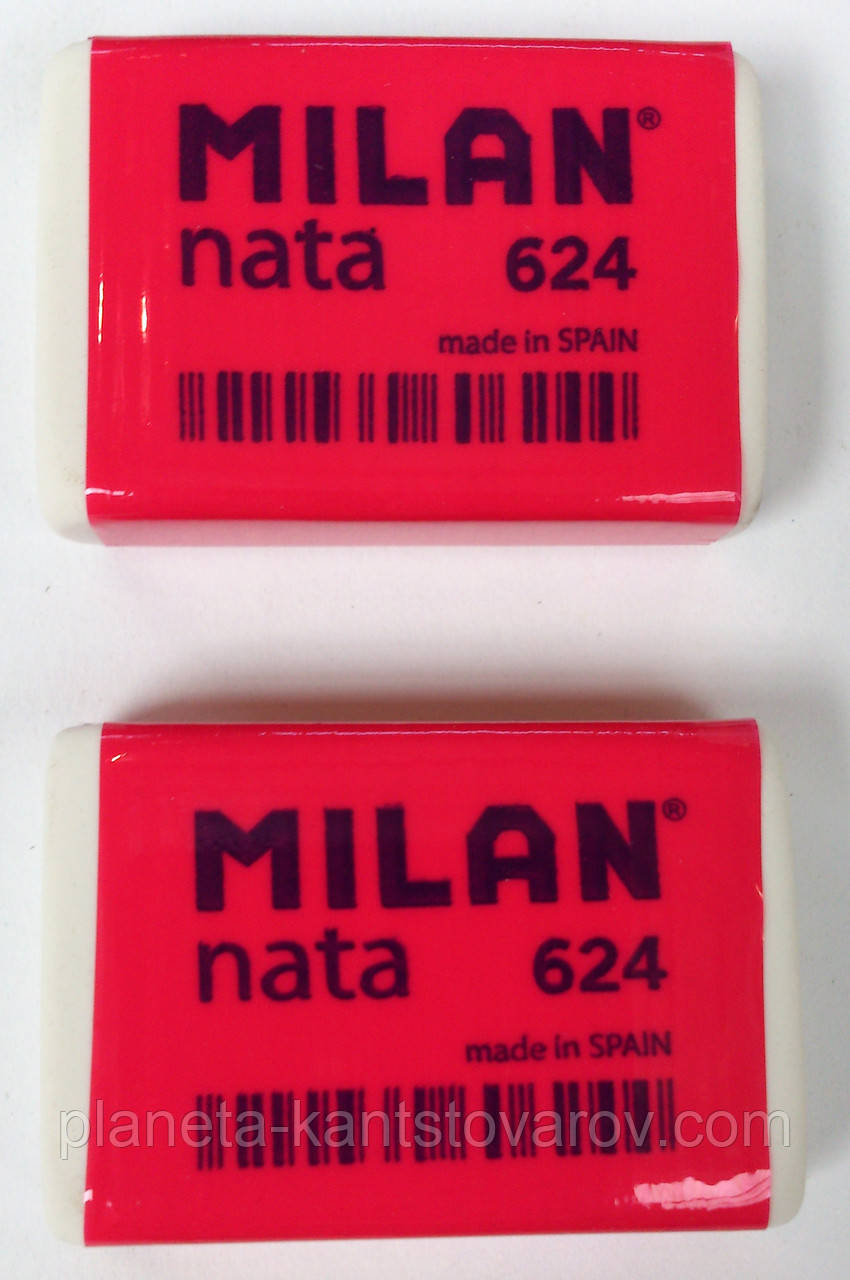 MILAN®
nata 624
made in SPAIN
MILAN®
nata 624
made in SPAIN
planeta-kantstovarov.com